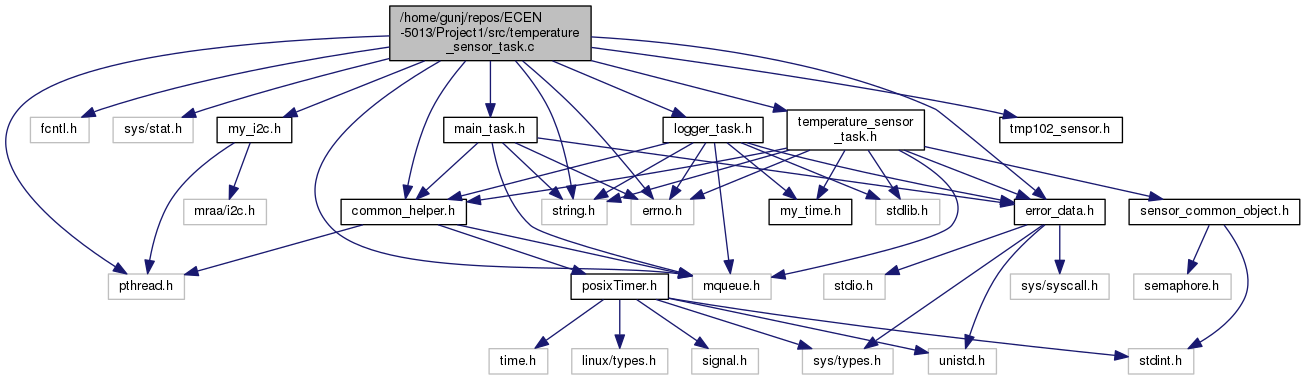 /home/gunj/repos/ECEN
-5013/Project1/src/temperature
_sensor_task.c
fcntl.h
sys/stat.h
my_i2c.h
main_task.h
logger_task.h
temperature_sensor
_task.h
tmp102_sensor.h
mraa/i2c.h
common_helper.h
string.h
errno.h
my_time.h
stdlib.h
error_data.h
sensor_common_object.h
pthread.h
posixTimer.h
mqueue.h
stdio.h
sys/syscall.h
semaphore.h
time.h
linux/types.h
signal.h
sys/types.h
unistd.h
stdint.h